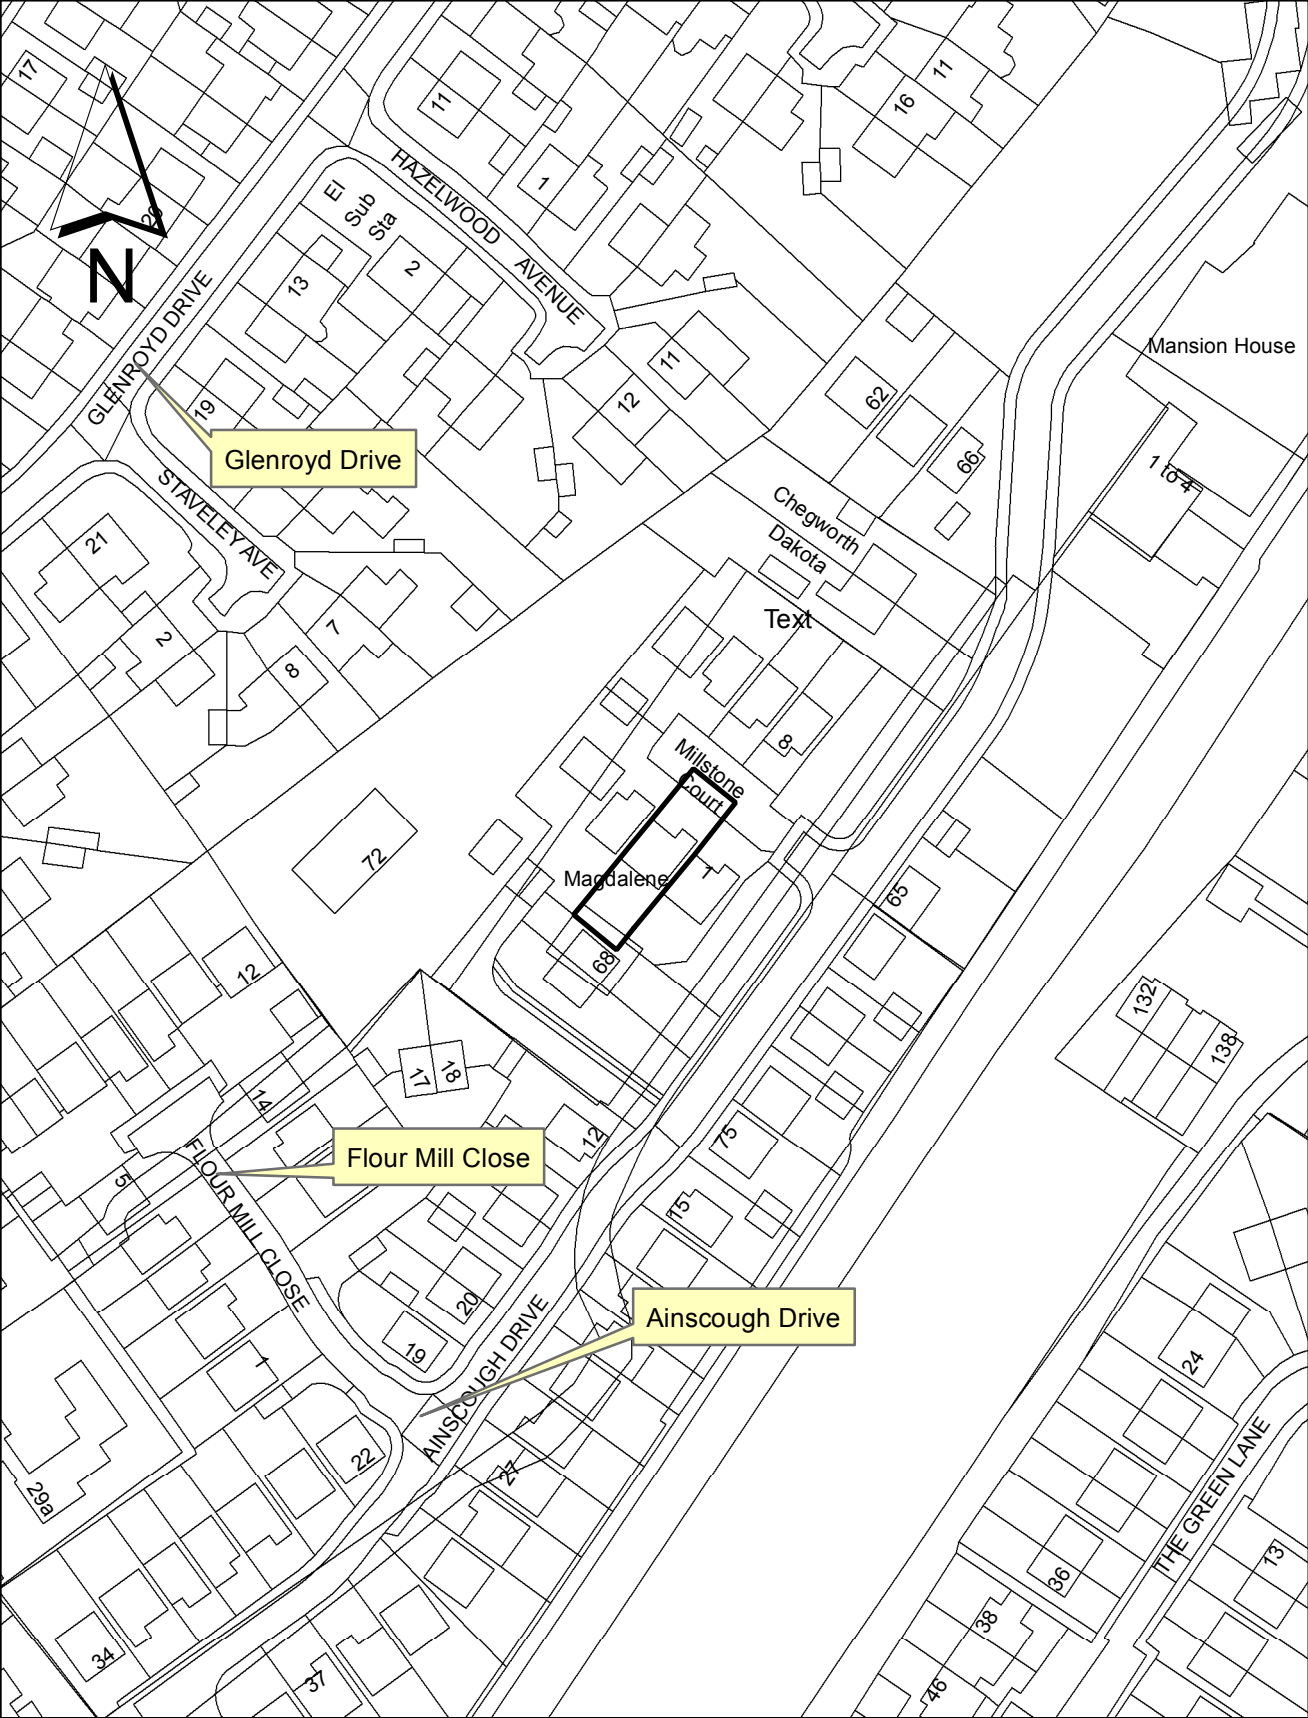 17
11
11
16
HAZELWOOD
AVENUE
1
El
Sub
Sta
29
2
13
N
GLENROYD DRIVE
Mansion House
11
62
12
19
Glenroyd Drive
66
1 to 4
STAVELEY AVE
Chegworth
Dakota
21
Text
7
2
8
8
Millstone
Court
72
Magdalene
1
65
68
12
132
138
17
18
14
12
75
Flour Mill Close
5
FLOUR MILL CLOSE
15
20
Ainscough Drive
19
AINSCOUGH DRIVE
1
24
22
27
29a
THE GREEN LANE
13
36
38
34
37
46